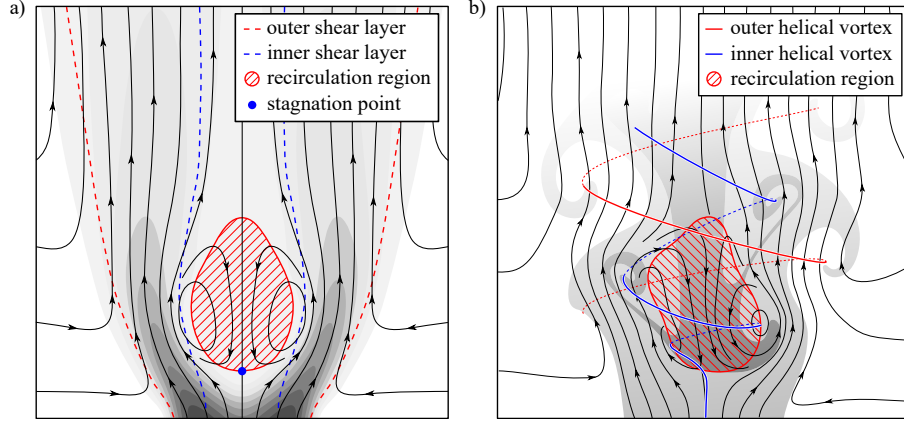 a)
outer shear layer
inner shear layer
recirculation region
stagnation point
b)
outer helical vortex
inner helical vortex
recirculation region